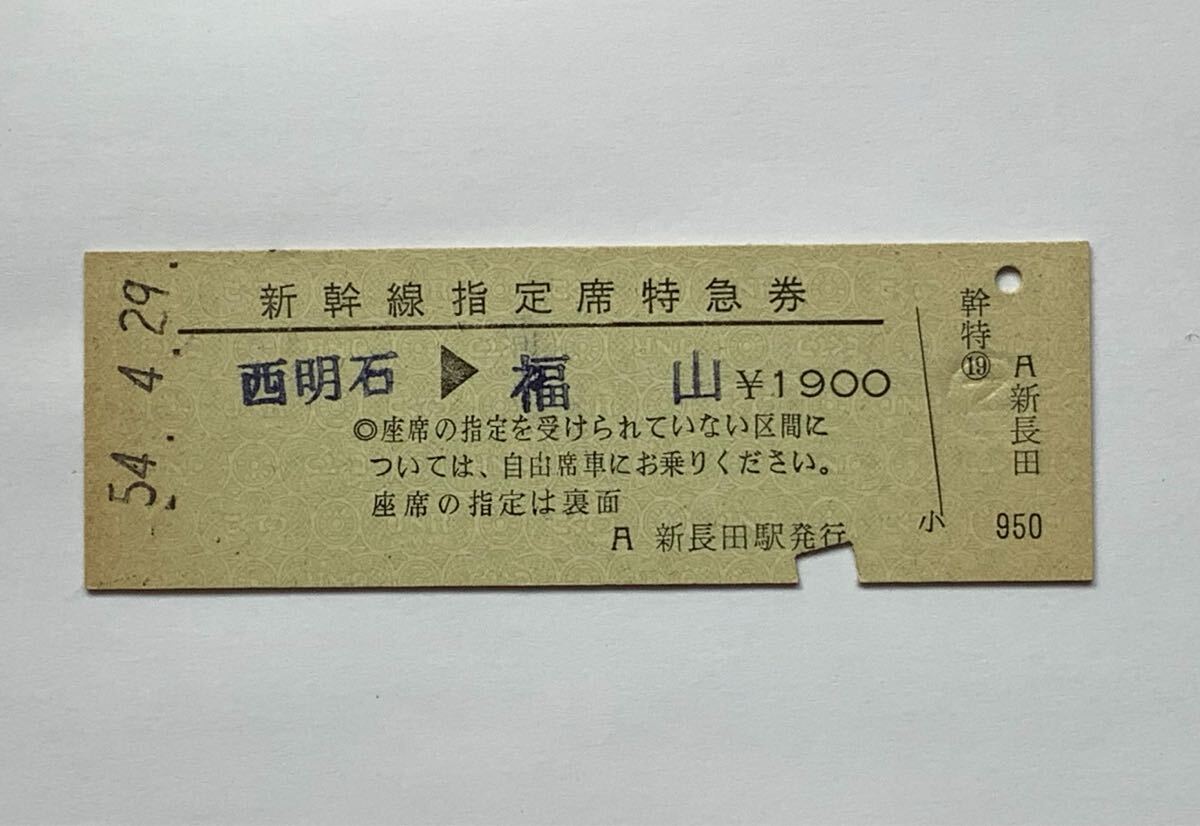 54.4.29.
新幹線指定席特急券
西明石▶福山¥1900
◎座席の指定を受けられていない区間に
ついては、自由席車にお乗りください。
座席の指定は裏面
A 新長田駅発行
小
幹特⑲
A 新長田
950